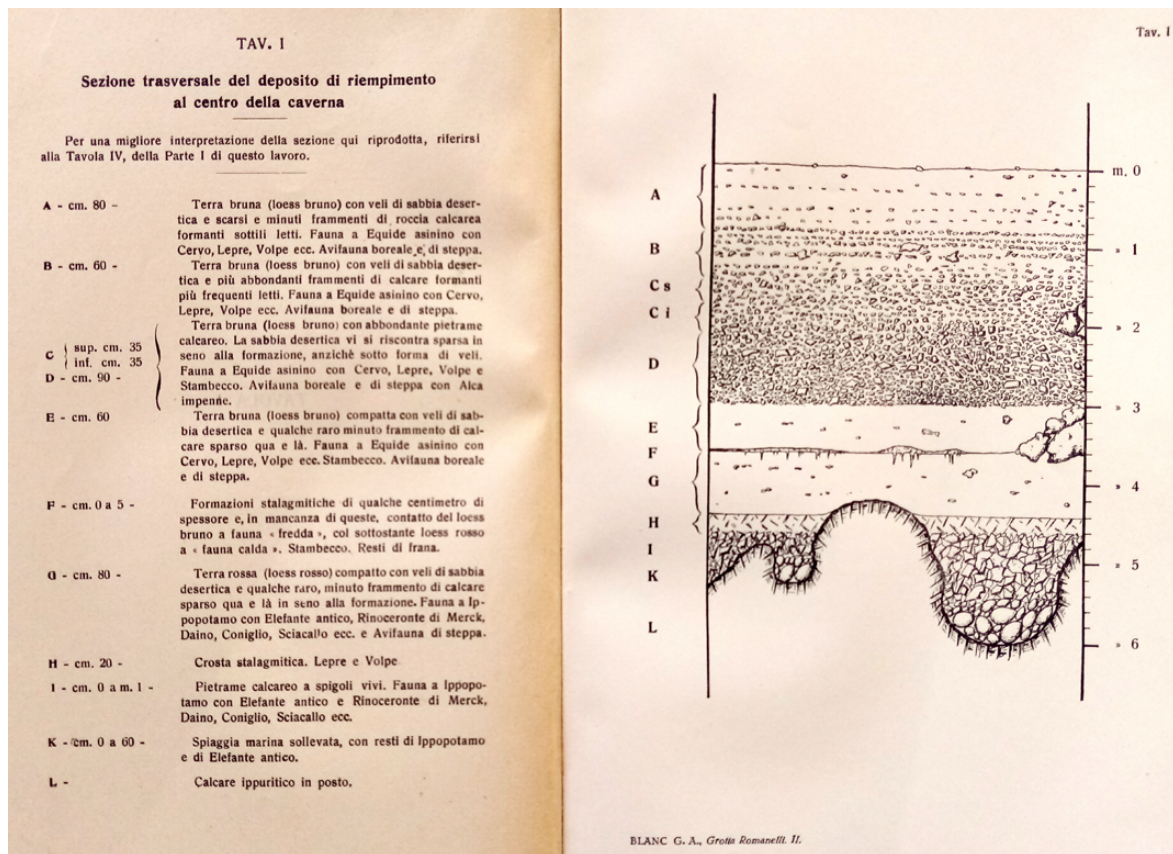 TAV. I
Sezione trasversale del deposito di riempimento
al centro della caverna
Per una migliore interpretazione della sezione qui riprodotta, riferirsi
alla Tavola IV, della Parte I di questo lavoro.
A - cm. 80 - Terra bruna (loess bruno) con veli di sabbia deser-
tica e scarsi e minuti frammenti di roccia calcarea
formanti sottili letti. Fauna a Equide asinino con
Cervo, Lepre, Volpe ecc. Avifauna boreale e di steppa.
B - cm. 60 - Terra bruna (loess bruno) con veli di sabbia deser-
tica e più abbondanti frammenti di calcare formanti
più frequenti letti. Fauna a Equide asinino con Cervo,
Lepre, Volpe ecc. Avifauna boreale e di steppa.
C sup. cm. 35
inf. cm. 35
D - cm. 90 -
Terra bruna (loess bruno) con abbondante pietrame
calcareo. La sabbia desertica vi si riscontra sparsa in
seno alla formazione, anzichè sotto forma di veli.
Fauna a Equide asinino con Cervo, Lepre, Volpe e
Stambecco. Avifauna boreale e di steppa con Alca
impenne.
E - cm. 60 Terra bruna (loess bruno) compatta con veli di sab-
bia desertica e qualche raro minuto frammento di cal-
care sparso qua e là. Fauna a Equide asinino con
Cervo, Lepre, Volpe ecc. Stambecco. Avifauna boreale
e di steppa.
F - cm. 0 a 5 - Formazioni stalagmitiche di qualche centimetro di
spessore e, in mancanza di queste, contatto del loess
bruno a fauna « fredda », col sottostante loess rosso
a « fauna calda ». Stambecco. Resti di frana.
G - cm. 80 - Terra rossa (loess rosso) compatto con veli di sabbia
desertica e qualche raro, minuto frammento di calcare
sparso qua e là in seno alla formazione. Fauna a Ip-
popotamo con Elefante antico, Rinoceronte di Merck,
Daino, Coniglio, Sciacallo ecc. e Avifauna di steppa.
H - cm. 20 - Crosta stalagmitica. Lepre e Volpe
I - cm. 0 a m. 1 - Pietrame calcareo a spigoli vivi. Fauna a Ippopo-
tamo con Elefante antico e Rinoceronte di Merck,
Daino, Coniglio, Sciacallo ecc.
K - cm. 0 a 60 - Spiaggia marina sollevata, con resti di Ippopotamo
e di Elefante antico.
L - Calcare ippuritico in posto.
Tav. I
m. 0
A
B
» 1
C s
C i
» 2
D
» 3
E
F
G
» 4
H
I
» 5
K
L
» 6
BLANC G. A., Grotta Romanelli. II.